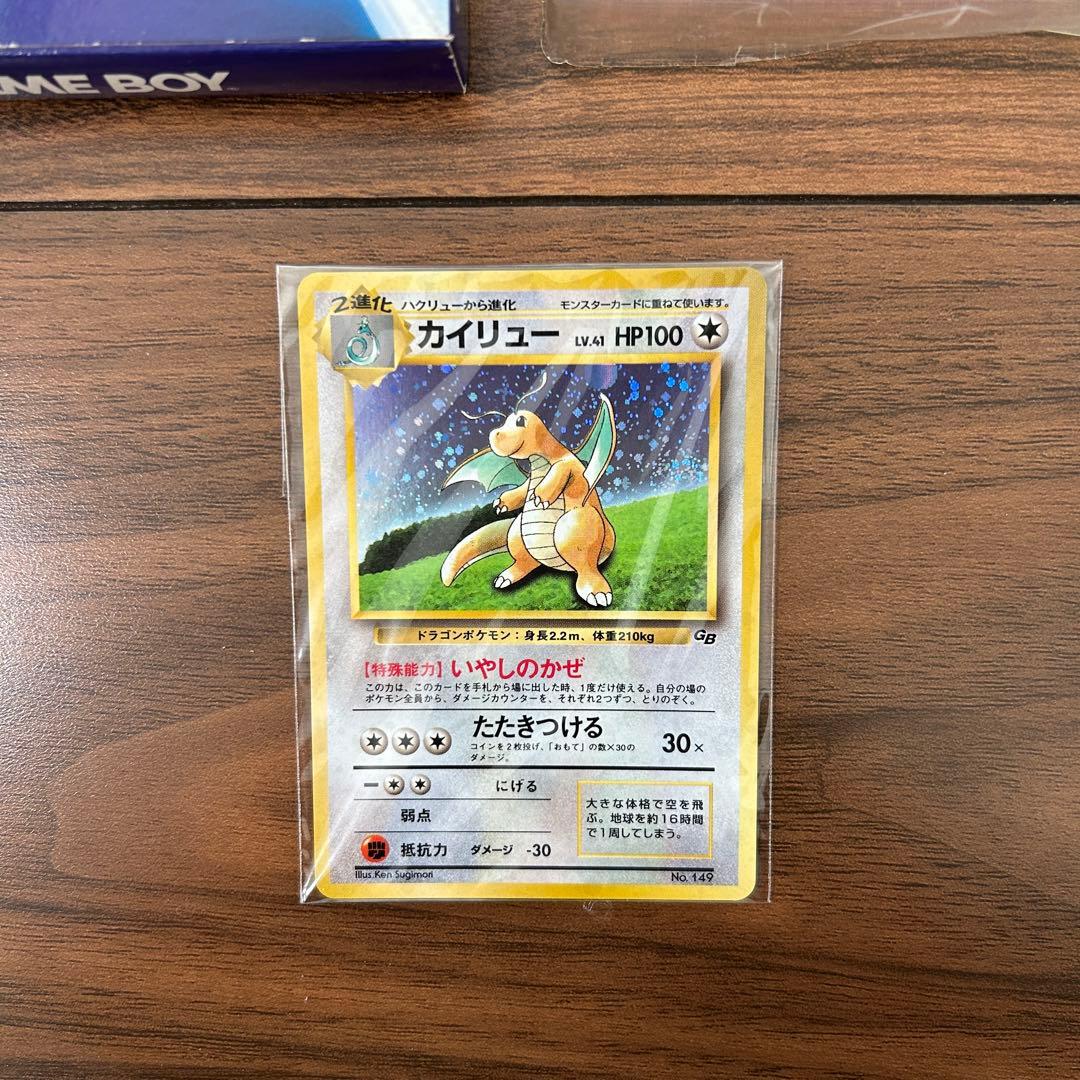 AME BOY
2進化 ハクリューから進化 モンスターカードに重ねて使います。
カイリュー LV.41 HP100
ドラゴンポケモン:身長2.2m、体重210kg GB
【特殊能力】いやしのかぜ
この力は、このカードを手札から場に出した時、1度だけ使える。自分の場の
ポケモン全員から、ダメージカウンターを、それぞれ2つずつ、とりのぞく。
たたきつける 30×
コインを2枚投げ、「おもて」の数×30の
ダメージ。
にげる
弱点
抵抗力 ダメージ -30
大きな体格で空を飛
ぶ。地球を約16時間
で1周してしまう。
Illus.Ken Sugimori No. 149